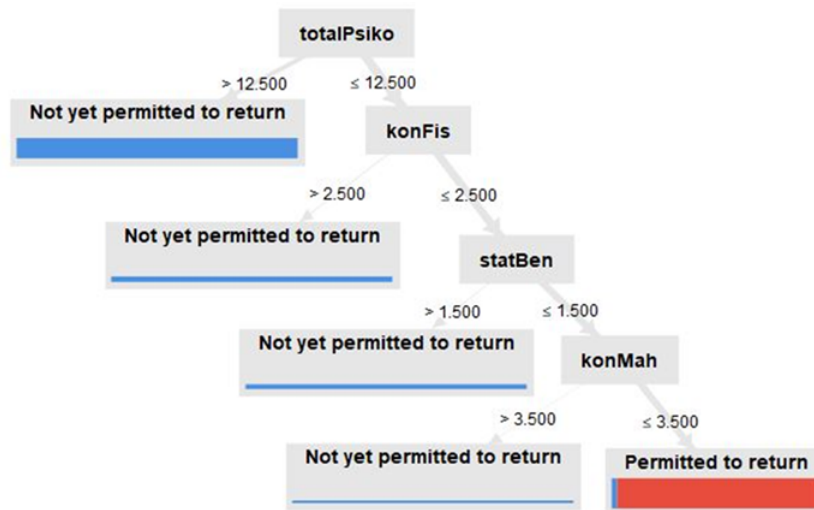 totalPsiko
> 12.500
≤ 12.500
Not yet permitted to return
konFis
> 2.500
≤ 2.500
Not yet permitted to return
statBen
> 1.500
≤ 1.500
Not yet permitted to return
konMah
> 3.500
≤ 3.500
Not yet permitted to return
Permitted to return